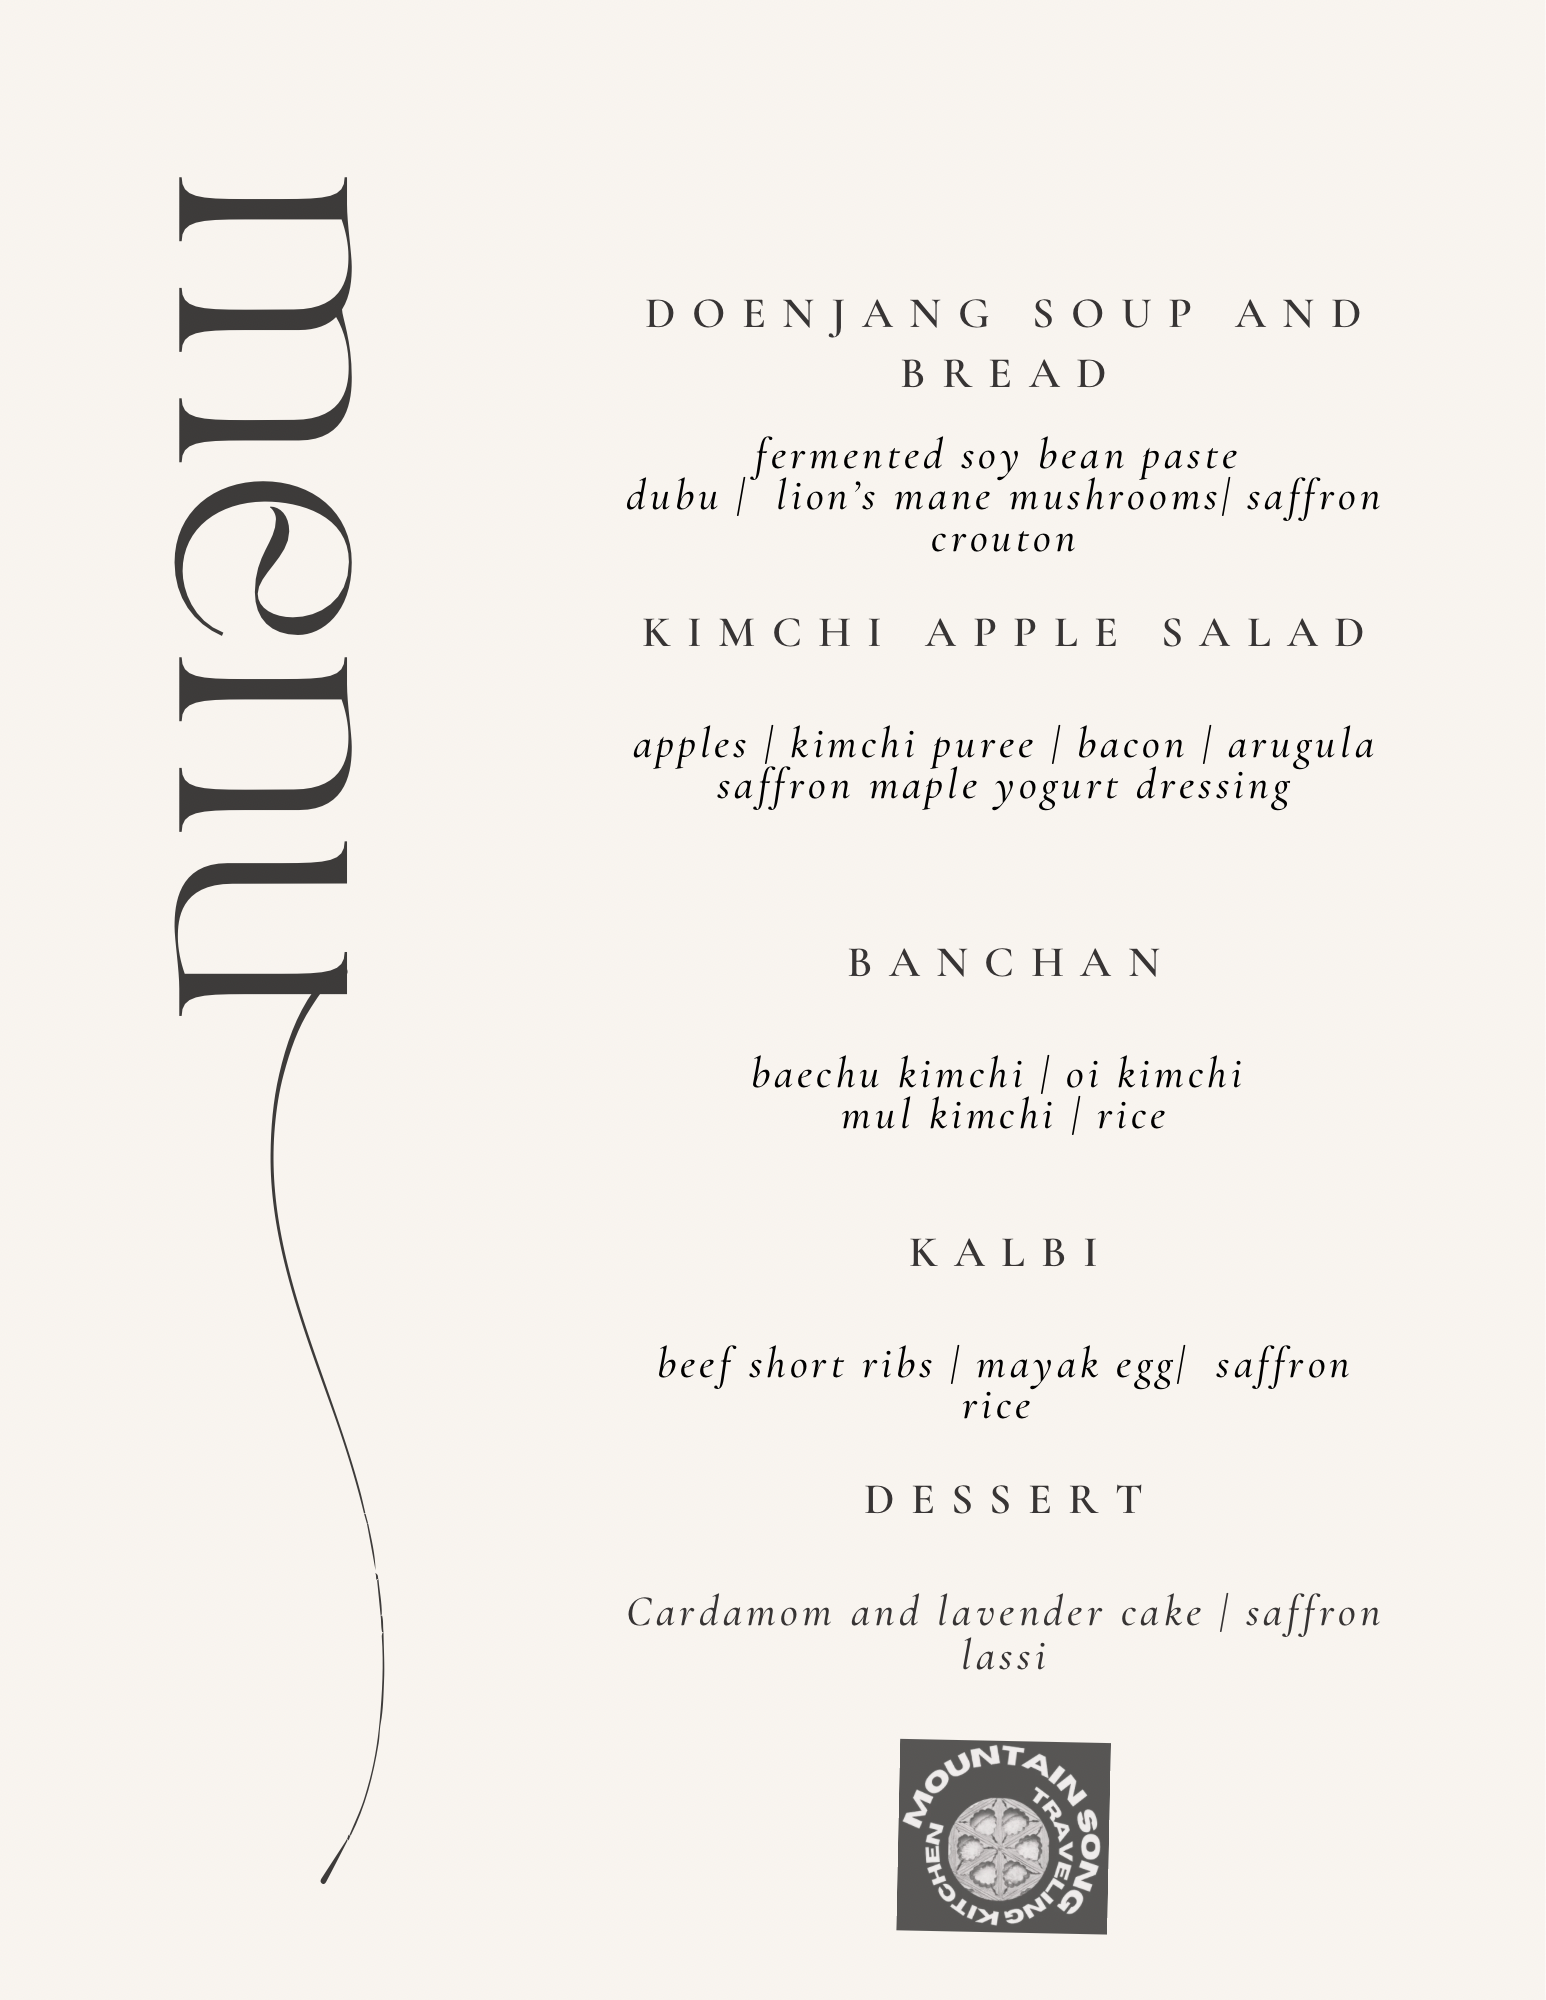 menu
DOENJANG SOUP AND
BREAD
fermented soy bean paste
dubu |  lion’s mane mushrooms| saffron
crouton
KIMCHI APPLE SALAD
apples | kimchi puree | bacon | arugula
saffron maple yogurt dressing
BANCHAN
baechu kimchi | oi kimchi
mul kimchi | rice
KALBI
beef short ribs | mayak egg|  saffron
rice
DESSERT
Cardamom and lavender cake | saffron
lassi
MOUNTAIN SONG
TRAVELING KITCHEN